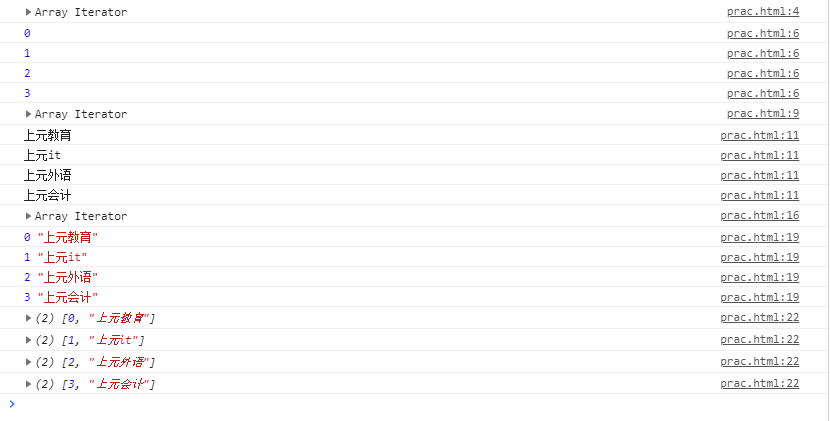 Array Iterator prac.html:4
0 prac.html:6
1 prac.html:6
2 prac.html:6
3 prac.html:6
Array Iterator prac.html:9
上元教育 prac.html:11
上元it prac.html:11
上元外语 prac.html:11
上元会计 prac.html:11
Array Iterator prac.html:16
0 "上元教育" prac.html:19
1 "上元it" prac.html:19
2 "上元外语" prac.html:19
3 "上元会计" prac.html:19
(2) [0, "上元教育"] prac.html:22
(2) [1, "上元it"] prac.html:22
(2) [2, "上元外语"] prac.html:22
(2) [3, "上元会计"] prac.html:22